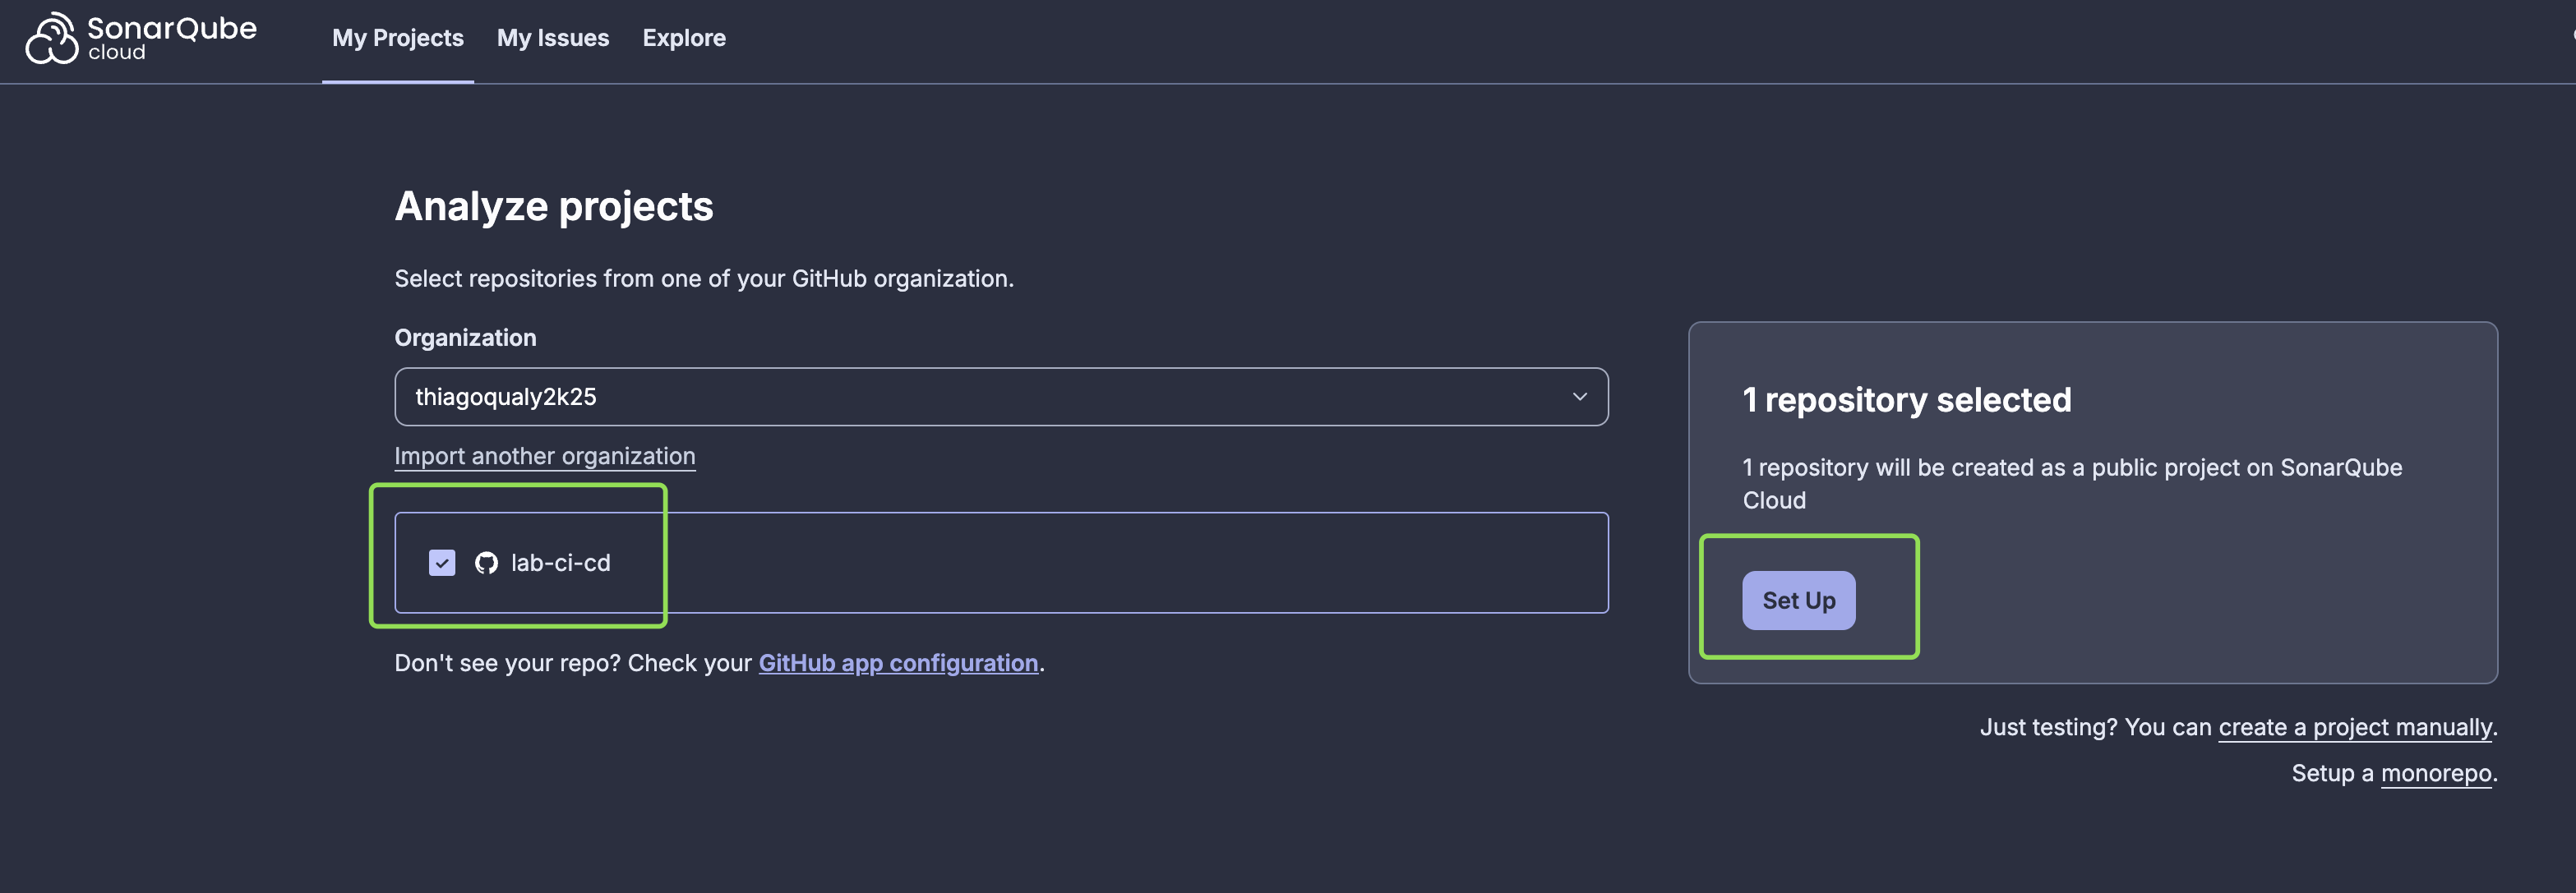 SonarQube
cloud
My Projects
My Issues
Explore
Analyze projects
Select repositories from one of your GitHub organization.
Organization
thiagoqualy2k25
Import another organization
lab-ci-cd
Don't see your repo? Check your GitHub app configuration.
1 repository selected
1 repository will be created as a public project on SonarQube
Cloud
Set Up
Just testing? You can create a project manually.
Setup a monorepo.